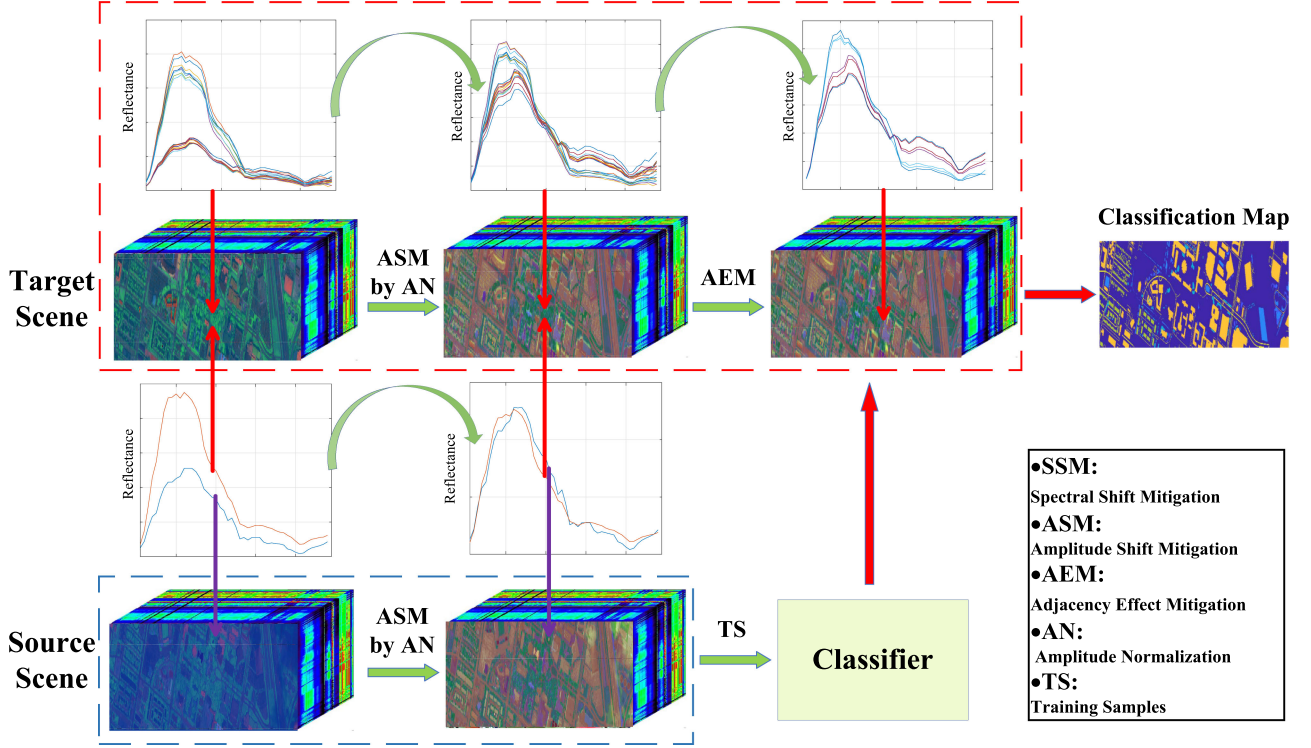 Reflectance
Reflectance
Reflectance
Target
Scene
ASM
by AN
AEM
Classification Map
Reflectance
Reflectance
Source
Scene
ASM
by AN
TS
Classifier
•SSM:
Spectral Shift Mitigation
•ASM:
Amplitude Shift Mitigation
•AEM:
Adjacency Effect Mitigation
•AN:
Amplitude Normalization
•TS:
Training Samples